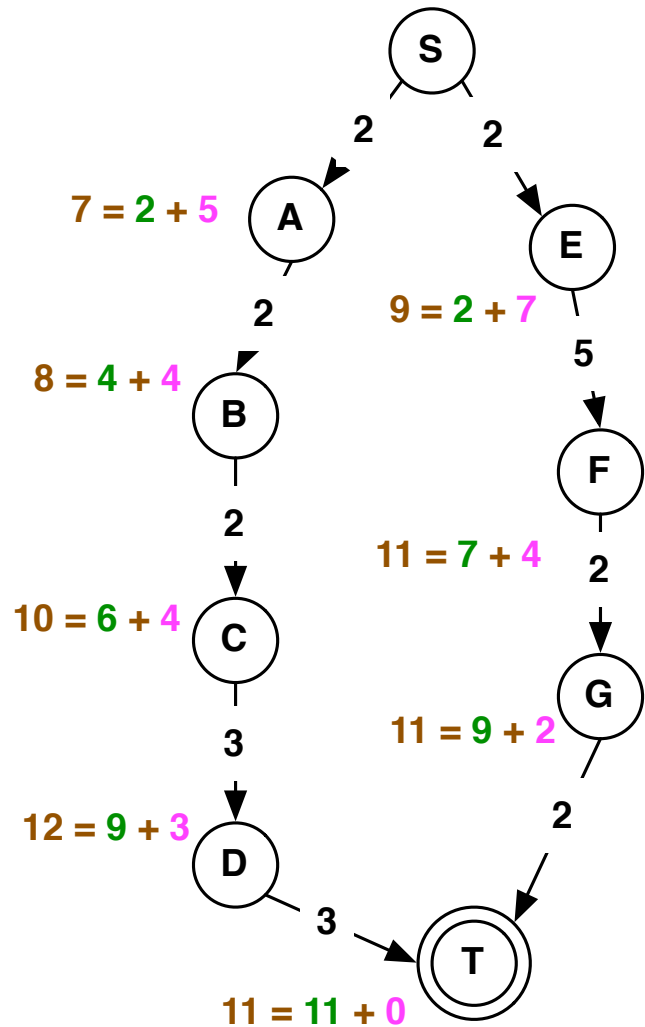 S
2 2
7 = 2 + 5 A
E
2
9 = 2 + 7
5
8 = 4 + 4 B
F
2
11 = 7 + 4 2
10 = 6 + 4 C
G
11 = 9 + 2
3
2
12 = 9 + 3 D
3
T
11 = 11 + 0